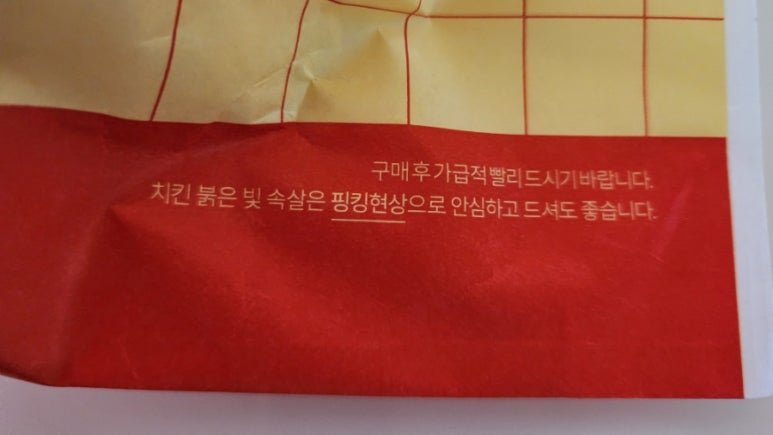 구매 후 가급적 빨리 드시기 바랍니다.
치킨 붉은 빛 속살은 핑킹현상으로 안심하고 드셔도 좋습니다.